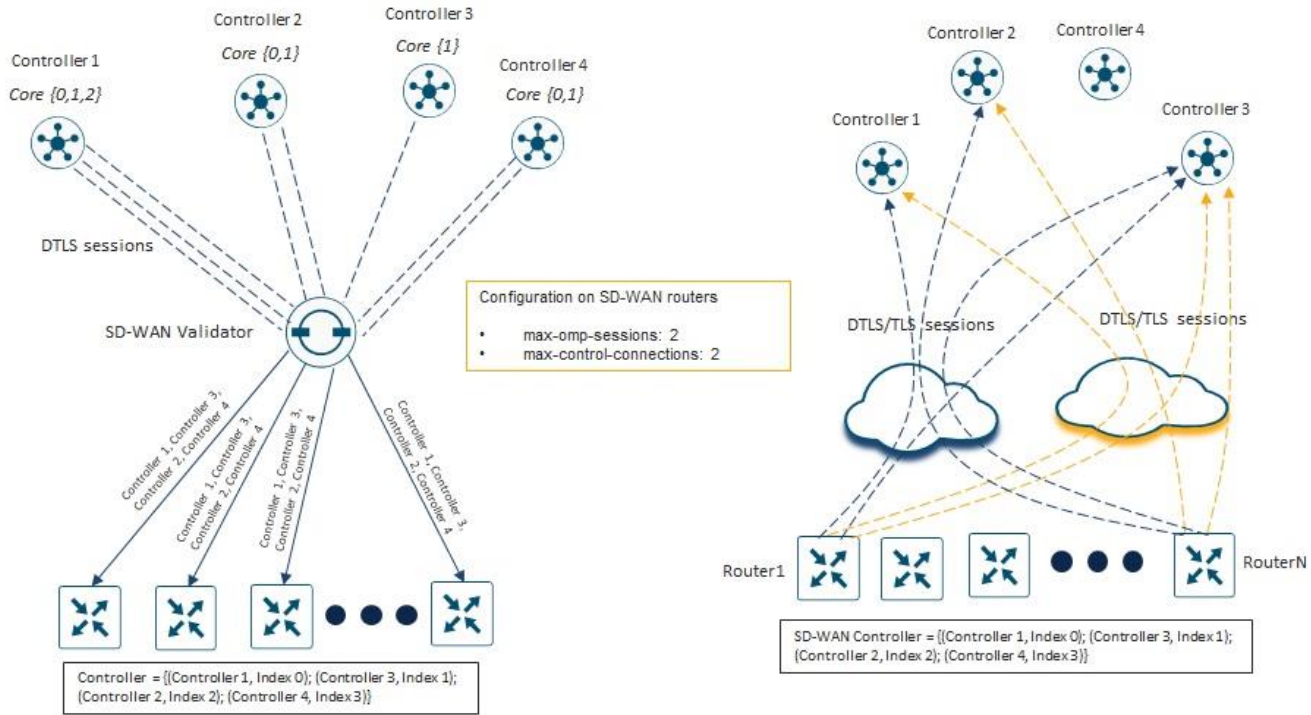 Controller 1
Core {0,1,2}
Controller 2
Core {0,1}
Controller 3
Core {1}
Controller 4
Core {0,1}
DTLS sessions
SD-WAN Validator
Controller 1, Controller 3,
Controller 2, Controller 4
Controller 1, Controller 3,
Controller 2, Controller 4
Controller 1, Controller 3,
Controller 2, Controller 4
Controller 1, Controller 3,
Controller 2, Controller 4
Controller = {(Controller 1, Index 0); (Controller 3, Index 1);
(Controller 2, Index 2); (Controller 4, Index 3)}
Configuration on SD-WAN routers
• max-omp-sessions: 2
• max-control-connections: 2
Controller 1
Controller 2
Controller 4
Controller 3
DTLS/TLS sessions
DTLS/TLS sessions
Router1
RouterN
SD-WAN Controller = {(Controller 1, Index 0); (Controller 3, Index 1);
(Controller 2, Index 2); (Controller 4, Index 3)}